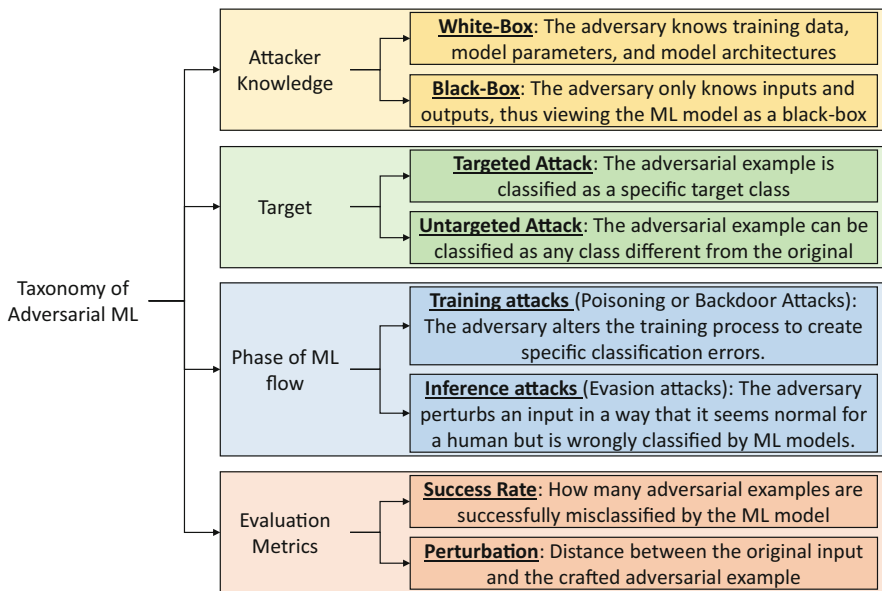 Taxonomy of
Adversarial ML
Attacker
Knowledge
White-Box: The adversary knows training data,
model parameters, and model architectures
Black-Box: The adversary only knows inputs and
outputs, thus viewing the ML model as a black-box
Target
Targeted Attack: The adversarial example is
classified as a specific target class
Untargeted Attack: The adversarial example can be
classified as any class different from the original
Phase of ML
flow
Training attacks (Poisoning or Backdoor Attacks):
The adversary alters the training process to create
specific classification errors.
Inference attacks (Evasion attacks): The adversary
perturbs an input in a way that it seems normal for
a human but is wrongly classified by ML models.
Evaluation
Metrics
Success Rate: How many adversarial examples are
successfully misclassified by the ML model
Perturbation: Distance between the original input
and the crafted adversarial example